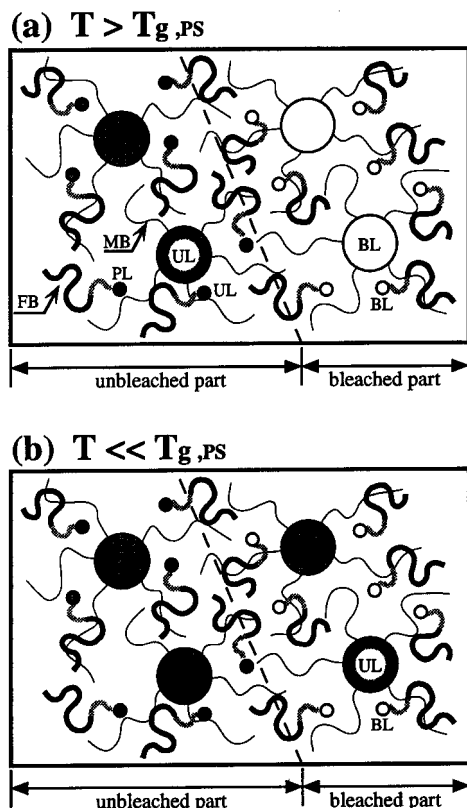 (a) T > Tg,PS
MB
UL
BL
PL
UL
FB
BL
unbleached part
bleached part
(b) T << Tg,PS
UL
BL
unbleached part
bleached part